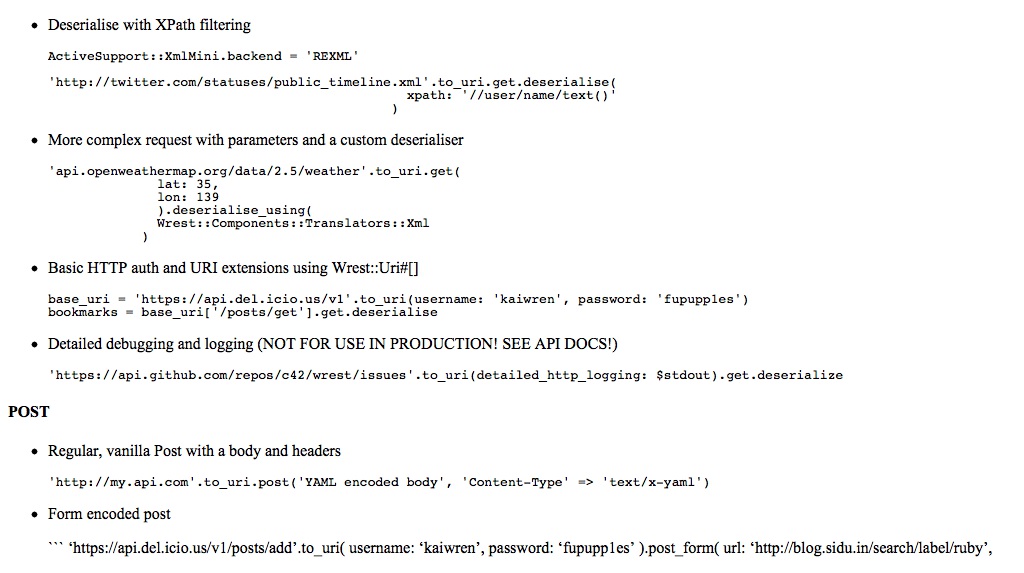 • Deserialise with XPath filtering
ActiveSupport::XmlMini.backend = 'REXML'
'http://twitter.com/statuses/public_timeline.xml'.to_uri.get.deserialise(
xpath: '//user/name/text()'
)
• More complex request with parameters and a custom deserialiser
'api.openweathermap.org/data/2.5/weather'.to_uri.get(
lat: 35,
lon: 139
).deserialise_using(
Wrest::Components::Translators::Xml
)
• Basic HTTP auth and URI extensions using Wrest::Uri#[]
base_uri = 'https://api.del.icio.us/v1'.to_uri(username: 'kaiwren', password: 'fupupp1es')
bookmarks = base_uri['/posts/get'].get.deserialise
• Detailed debugging and logging (NOT FOR USE IN PRODUCTION! SEE API DOCS!)
'https://api.github.com/repos/c42/wrest/issues'.to_uri(detailed_http_logging: $stdout).get.deserialize
POST
• Regular, vanilla Post with a body and headers
'http://my.api.com'.to_uri.post('YAML encoded body', 'Content-Type' => 'text/x-yaml')
• Form encoded post
``` ‘https://api.del.icio.us/v1/posts/add’.to_uri( username: ‘kaiwren’, password: ‘fupupp1es’ ).post_form( url: ‘http://blog.sidu.in/search/label/ruby’,